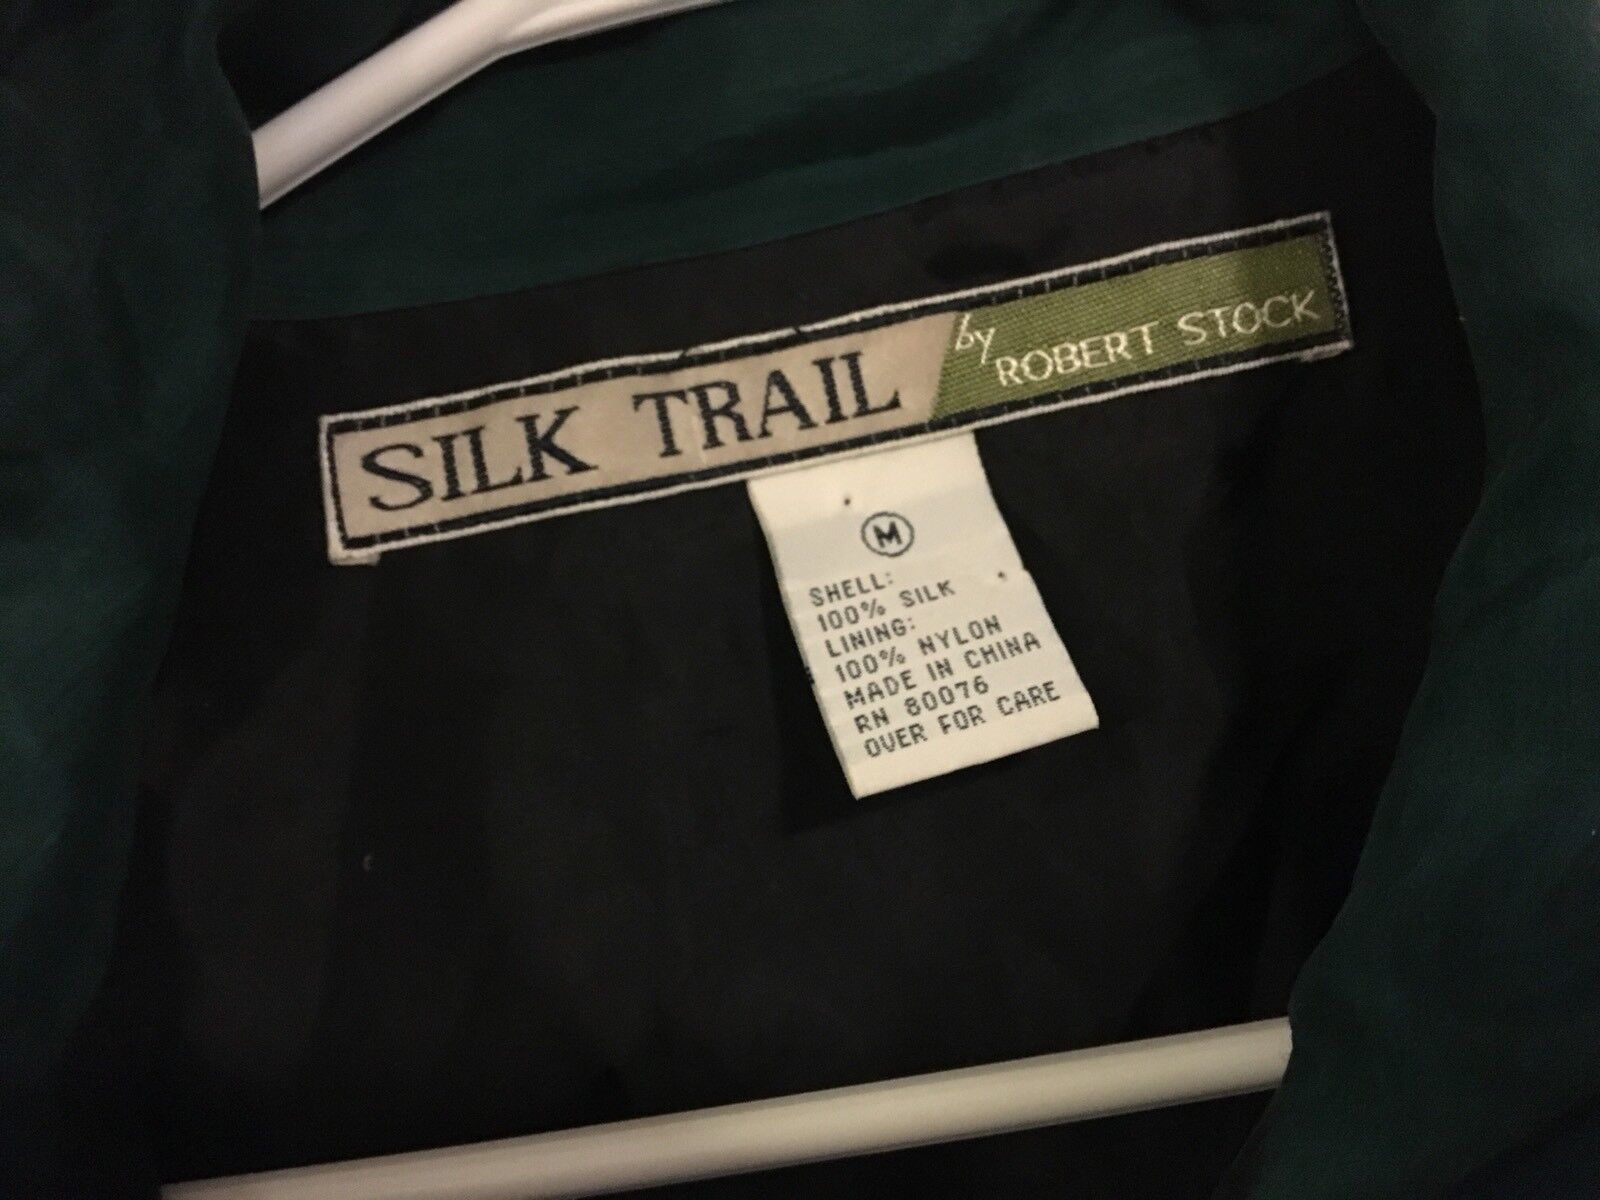 SILK TRAIL by ROBERT STOCK
M
SHELL:
100% SILK
LINING:
100% NYLON
MADE IN CHINA
RN 80076
OVER FOR CARE